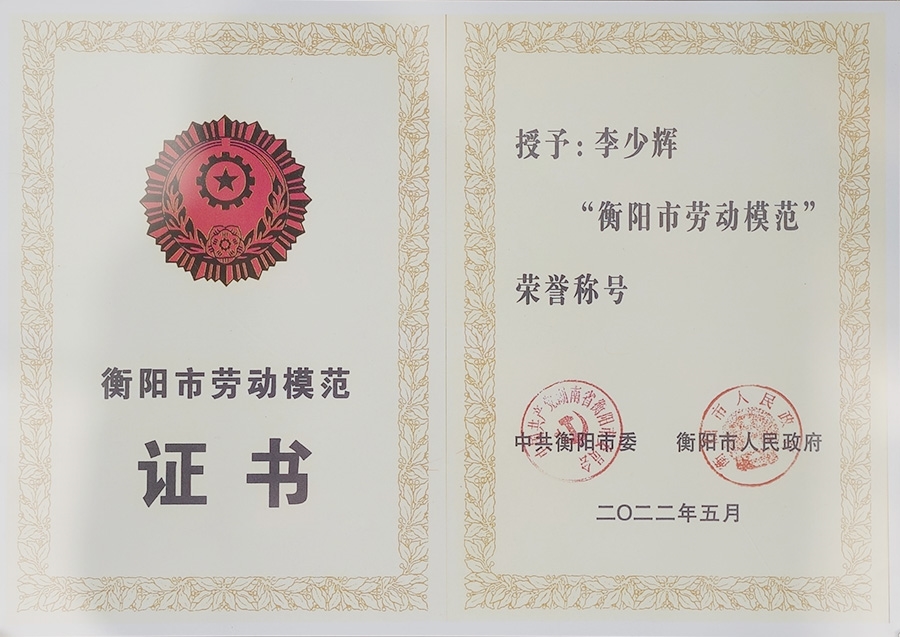 衡阳市劳动模范
证书
授予：李少辉
“衡阳市劳动模范”
荣誉称号
中共衡阳市委
衡阳市人民政府
二〇二二年五月